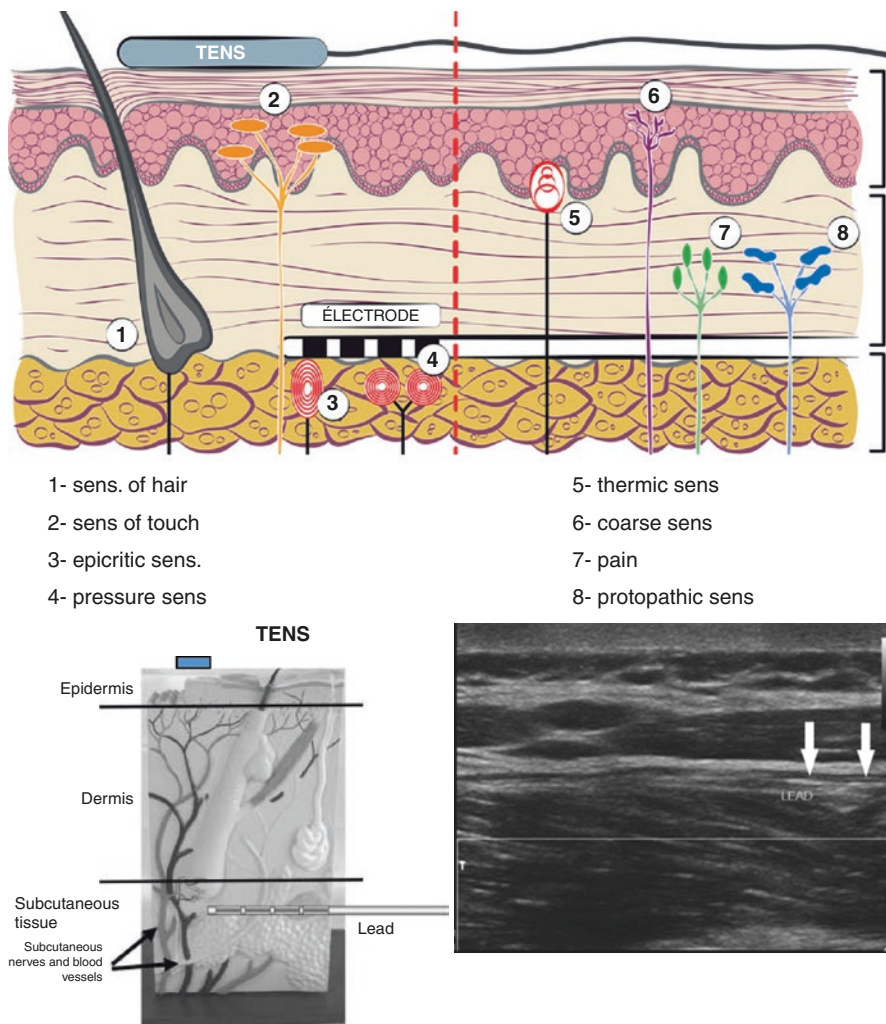 TENS
2
6
5
7
8
ÉLECTRODE
1
4
3
1- sens. of hair
2- sens of touch
3- epicritic sens.
4- pressure sens
5- thermic sens
6- coarse sens
7- pain
8- protopathic sens
TENS
Epidermis
Dermis
Subcutaneous
tissue
Subcutaneous
nerves and blood
vessels
Lead
LEAD
T